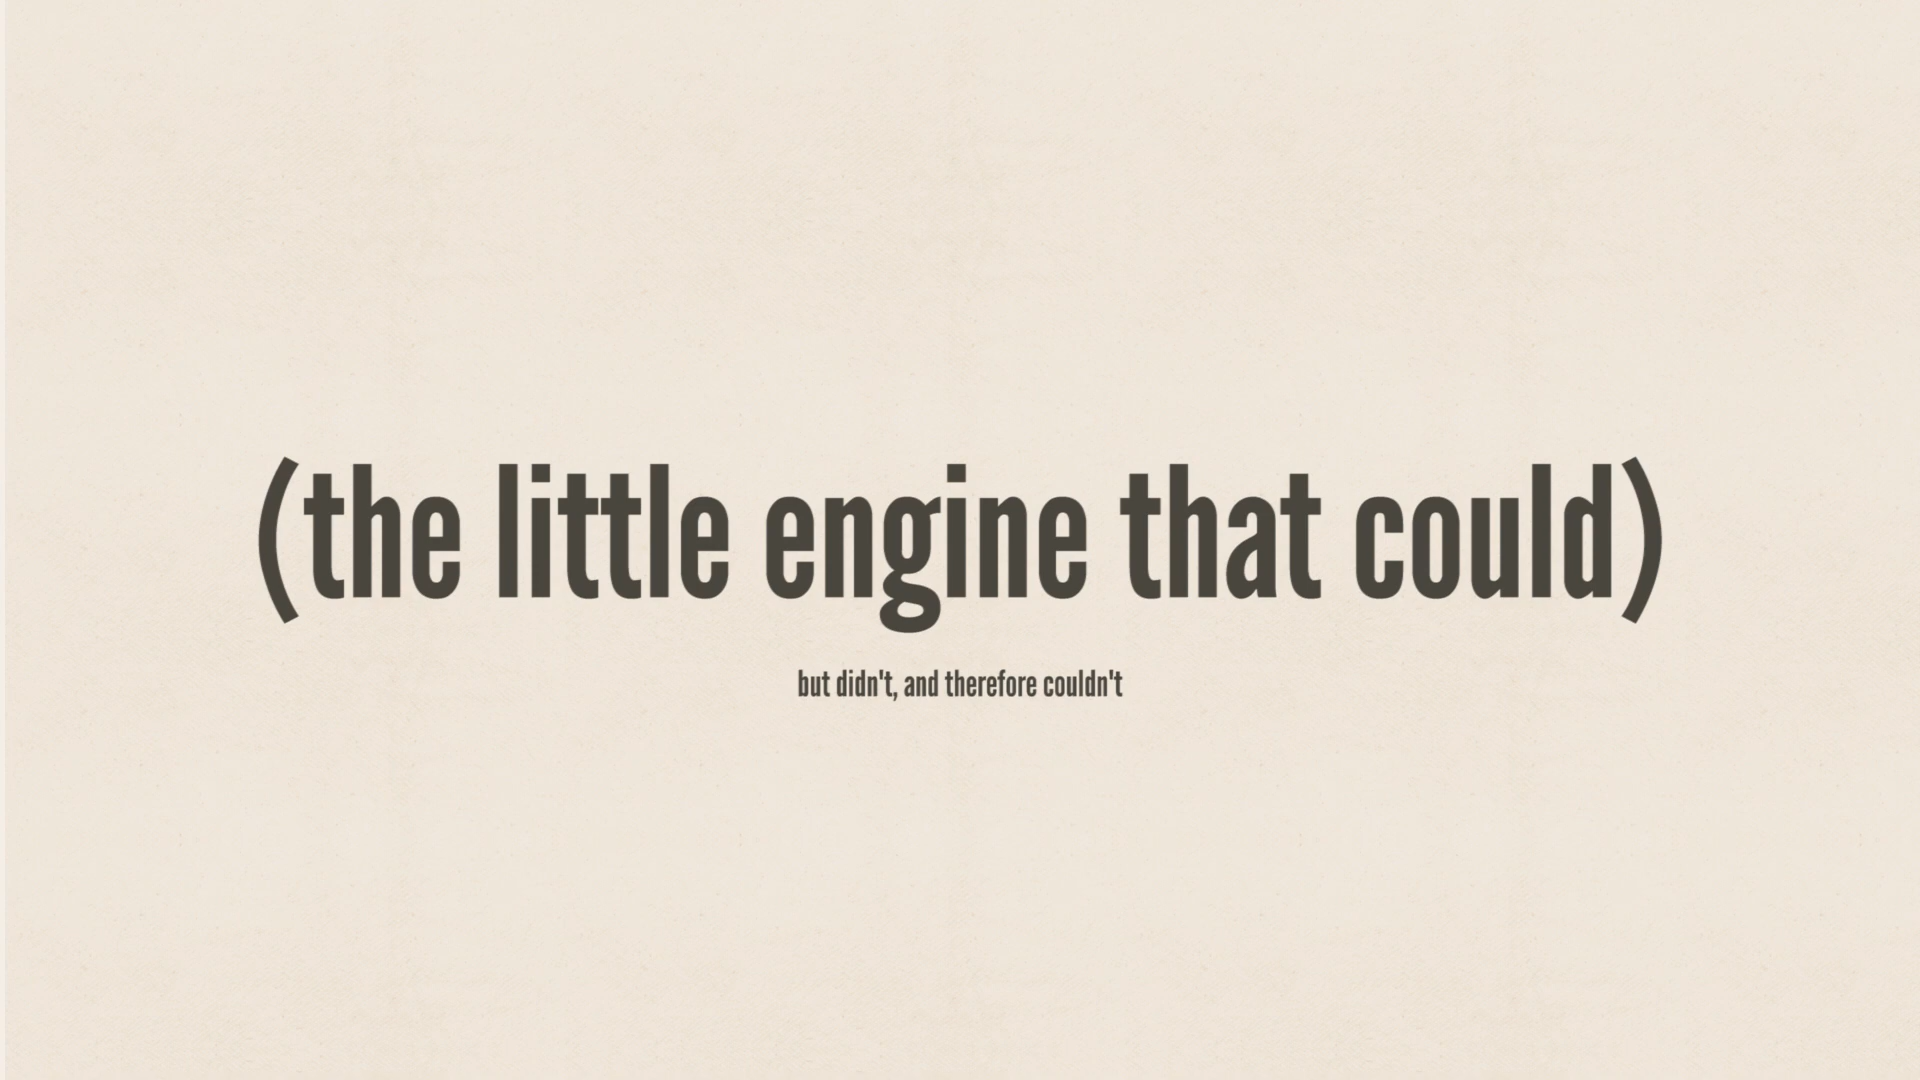 (the little engine that could)
but didn't, and therefore couldn't